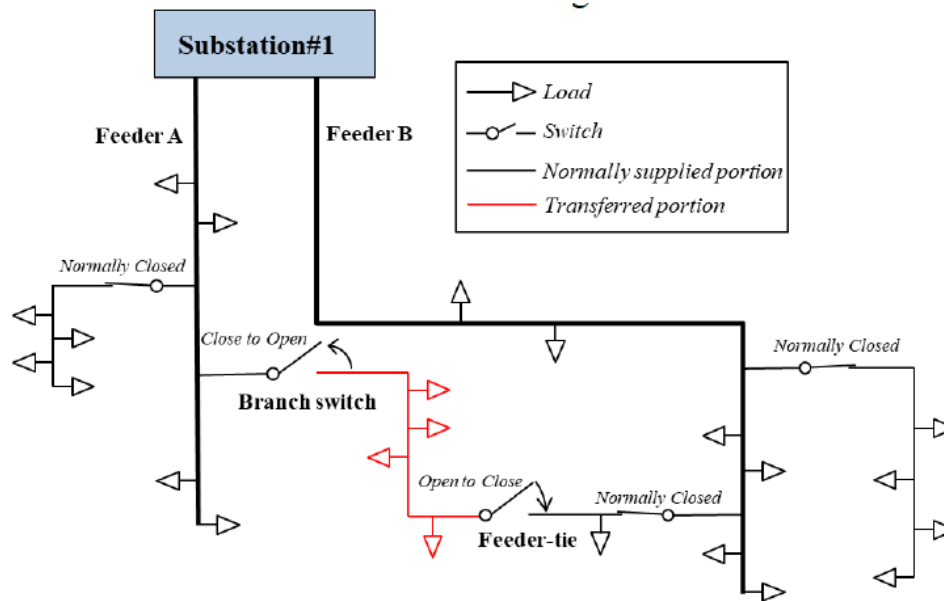 Substation#1
Feeder A
Feeder B
Load
Switch
Normally supplied portion
Transferred portion
Normally Closed
Close to Open
Branch switch
Normally Closed
Open to Close
Normally Closed
Feeder-tie